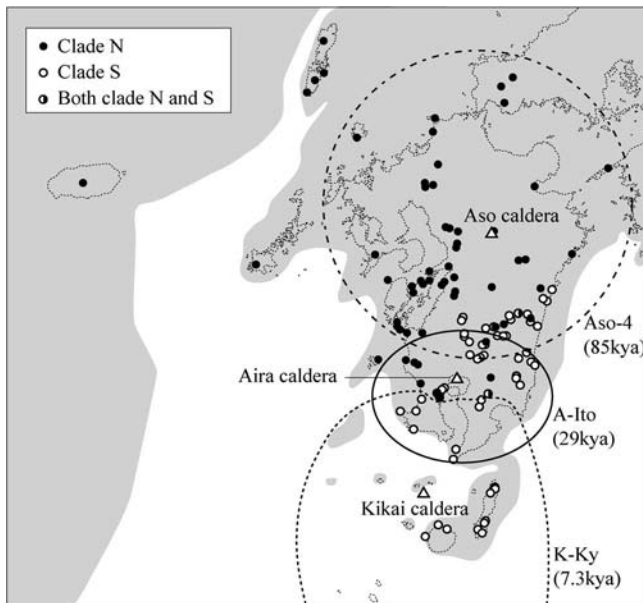 Clade N
Clade S
Both clade N and S
Aso caldera
Aso-4
(85kya)
Aira caldera
A-Ito
(29kya)
Kikai caldera
K-Ky
(7.3kya)